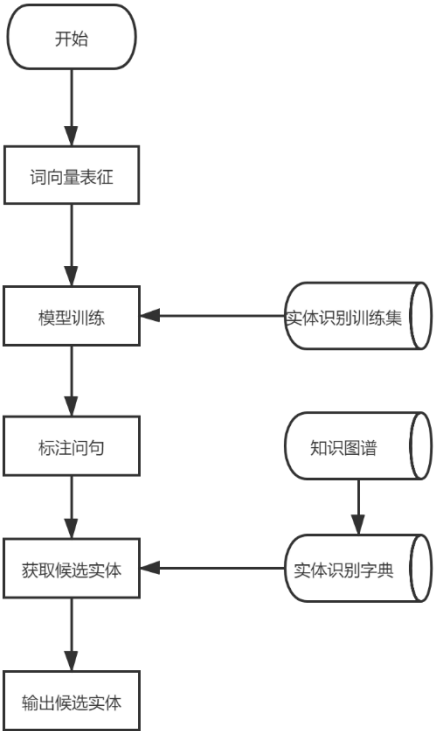 开始
词向量表征
模型训练
实体识别训练集
标注问句
知识图谱
获取候选实体
实体识别字典
输出候选实体